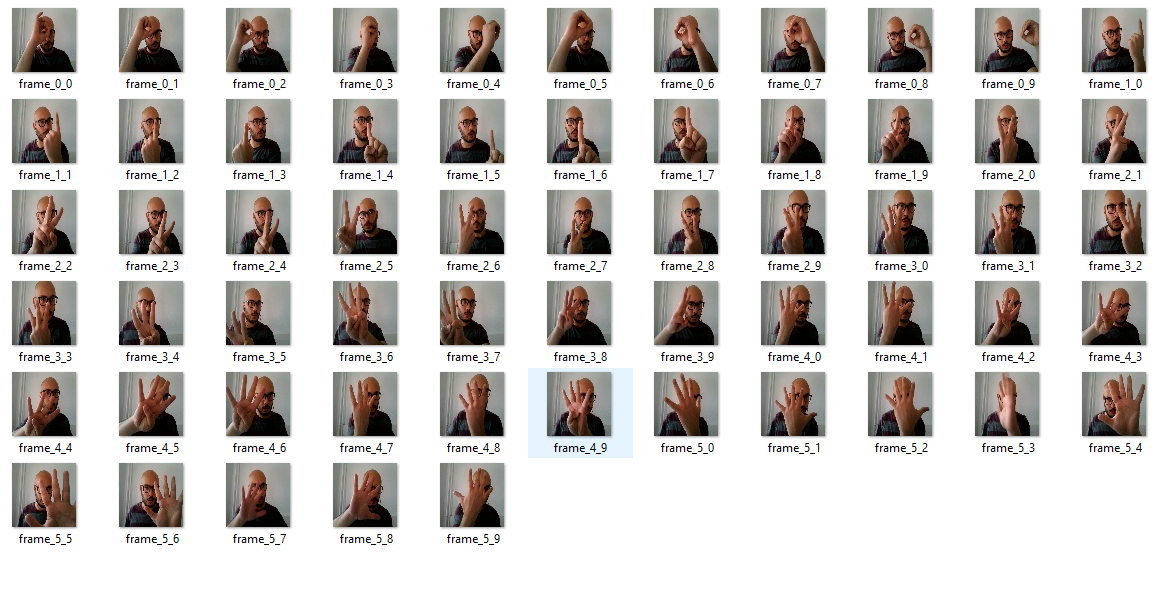 frame_0_0 frame_0_1 frame_0_2 frame_0_3 frame_0_4 frame_0_5 frame_0_6 frame_0_7 frame_0_8 frame_0_9 frame_1_0
frame_1_1 frame_1_2 frame_1_3 frame_1_4 frame_1_5 frame_1_6 frame_1_7 frame_1_8 frame_1_9 frame_2_0 frame_2_1
frame_2_2 frame_2_3 frame_2_4 frame_2_5 frame_2_6 frame_2_7 frame_2_8 frame_2_9 frame_3_0 frame_3_1 frame_3_2
frame_3_3 frame_3_4 frame_3_5 frame_3_6 frame_3_7 frame_3_8 frame_3_9 frame_4_0 frame_4_1 frame_4_2 frame_4_3
frame_4_4 frame_4_5 frame_4_6 frame_4_7 frame_4_8 frame_4_9 frame_5_0 frame_5_1 frame_5_2 frame_5_3 frame_5_4
frame_5_5 frame_5_6 frame_5_7 frame_5_8 frame_5_9